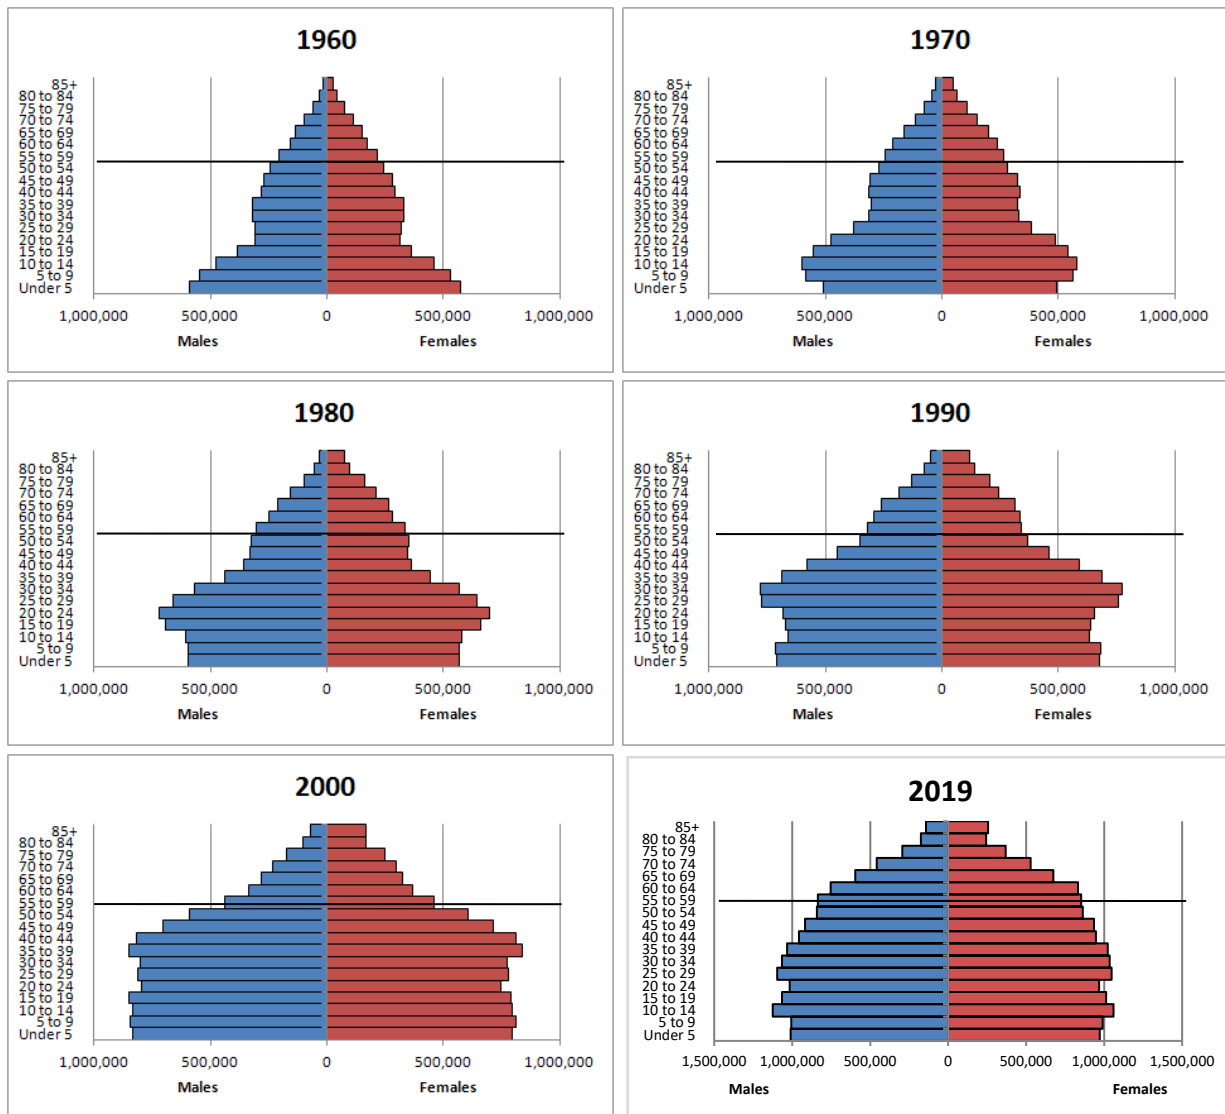 1960
85+
80 to 84
75 to 79
70 to 74
65 to 69
60 to 64
55 to 59
50 to 54
45 to 49
40 to 44
35 to 39
30 to 34
25 to 29
20 to 24
15 to 19
10 to 14
5 to 9
Under 5
1,000,000 500,000 0 500,000 1,000,000
Males Females
1970
85+
80 to 84
75 to 79
70 to 74
65 to 69
60 to 64
55 to 59
50 to 54
45 to 49
40 to 44
35 to 39
30 to 34
25 to 29
20 to 24
15 to 19
10 to 14
5 to 9
Under 5
1,000,000 500,000 0 500,000 1,000,000
Males Females
1980
85+
80 to 84
75 to 79
70 to 74
65 to 69
60 to 64
55 to 59
50 to 54
45 to 49
40 to 44
35 to 39
30 to 34
25 to 29
20 to 24
15 to 19
10 to 14
5 to 9
Under 5
1,000,000 500,000 0 500,000 1,000,000
Males Females
1990
85+
80 to 84
75 to 79
70 to 74
65 to 69
60 to 64
55 to 59
50 to 54
45 to 49
40 to 44
35 to 39
30 to 34
25 to 29
20 to 24
15 to 19
10 to 14
5 to 9
Under 5
1,000,000 500,000 0 500,000 1,000,000
Males Females
2000
85+
80 to 84
75 to 79
70 to 74
65 to 69
60 to 64
55 to 59
50 to 54
45 to 49
40 to 44
35 to 39
30 to 34
25 to 29
20 to 24
15 to 19
10 to 14
5 to 9
Under 5
1,000,000 500,000 0 500,000 1,000,000
Males Females
2019
85+
80 to 84
75 to 79
70 to 74
65 to 69
60 to 64
55 to 59
50 to 54
45 to 49
40 to 44
35 to 39
30 to 34
25 to 29
20 to 24
15 to 19
10 to 14
5 to 9
Under 5
1,500,000 1,000,000 500,000 0 500,000 1,000,000 1,500,000
Males Females